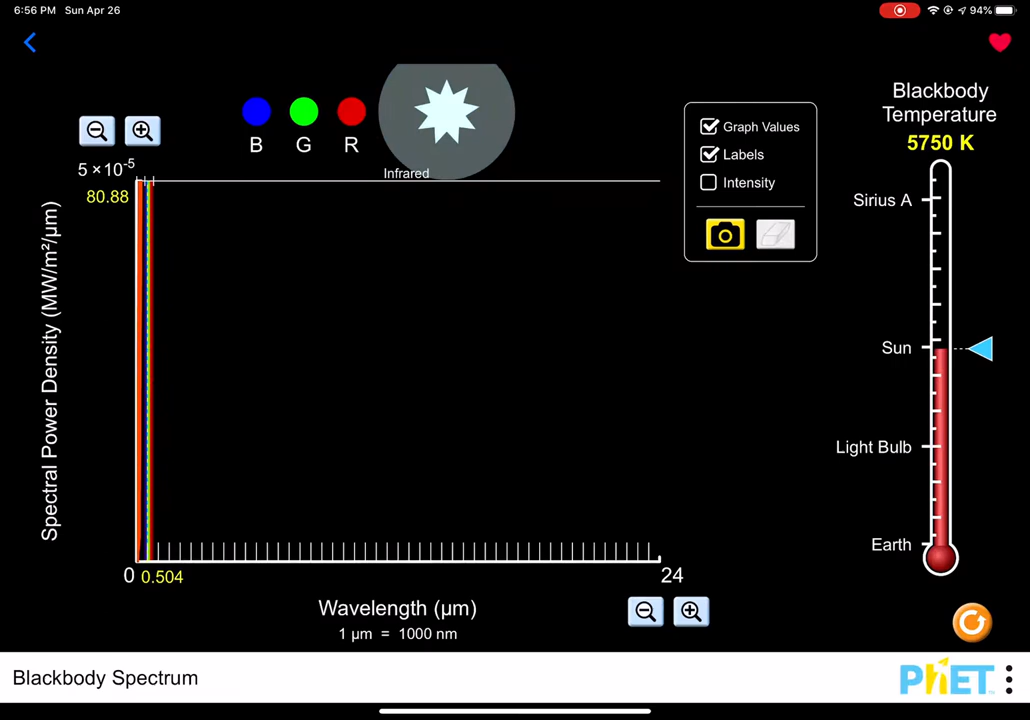 6:56 PM Sun Apr 26
94%
B G R
Infrared
5 ×10⁻⁵
80.88
Spectral Power Density (MW/m²/µm)
0 0.504 24
Wavelength (µm)
1 µm = 1000 nm
Graph Values
Labels
Intensity
Blackbody
Temperature
5750 K
Sirius A
Sun
Light Bulb
Earth
Blackbody Spectrum
PhET